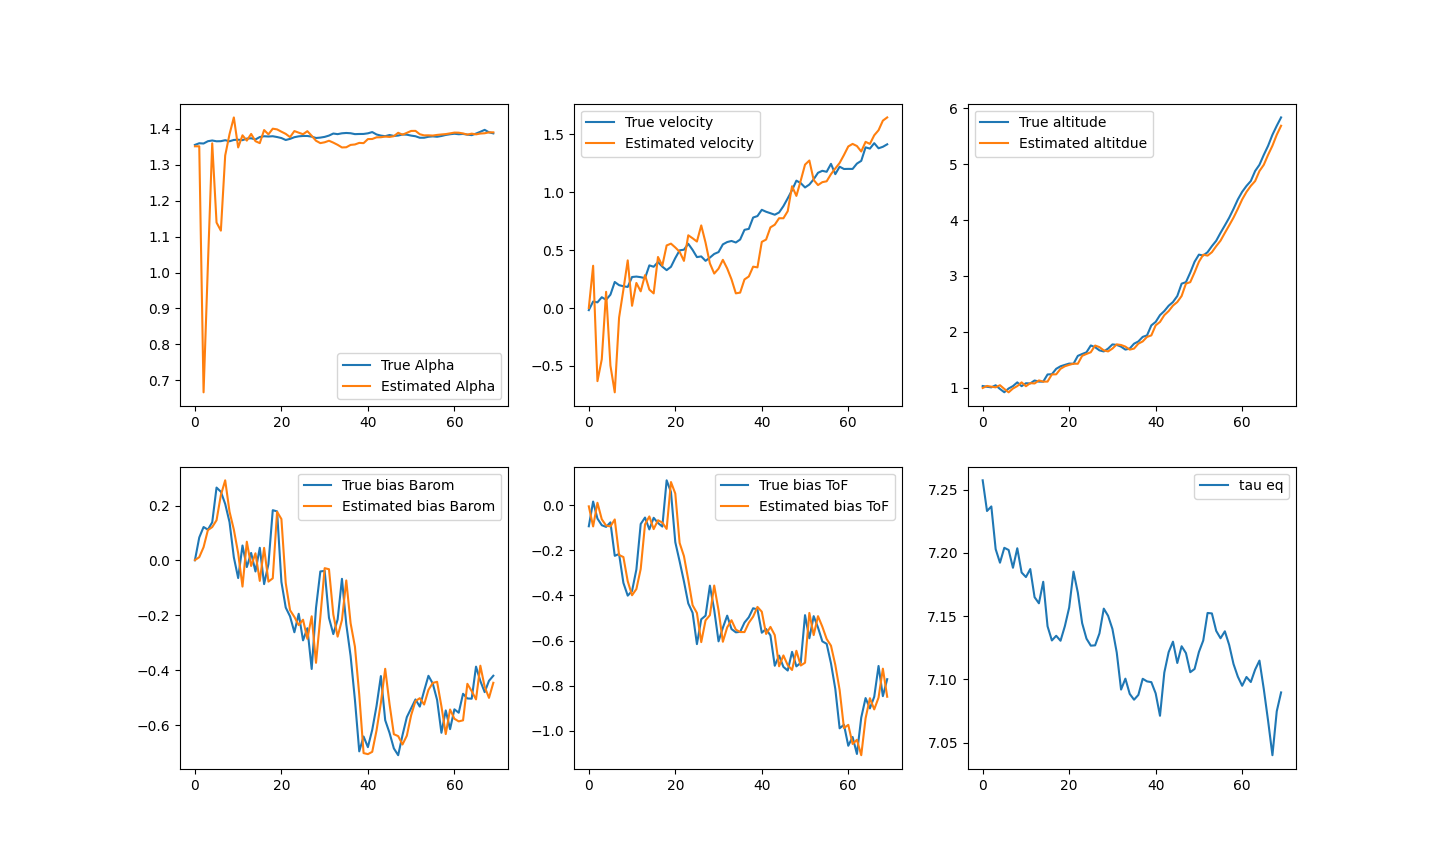 1.4
1.3
1.2
1.1
1.0
0.9
0.8
0.7
True Alpha
Estimated Alpha
0 20 40 60
1.5
1.0
0.5
0.0
−0.5
True velocity
Estimated velocity
0 20 40 60
6
5
4
3
2
1
True altitude
Estimated altitdue
0 20 40 60
0.2
0.0
−0.2
−0.4
−0.6
True bias Barom
Estimated bias Barom
0 20 40 60
0.0
−0.2
−0.4
−0.6
−0.8
−1.0
True bias ToF
Estimated bias ToF
0 20 40 60
7.25
7.20
7.15
7.10
7.05
tau eq
0 20 40 60